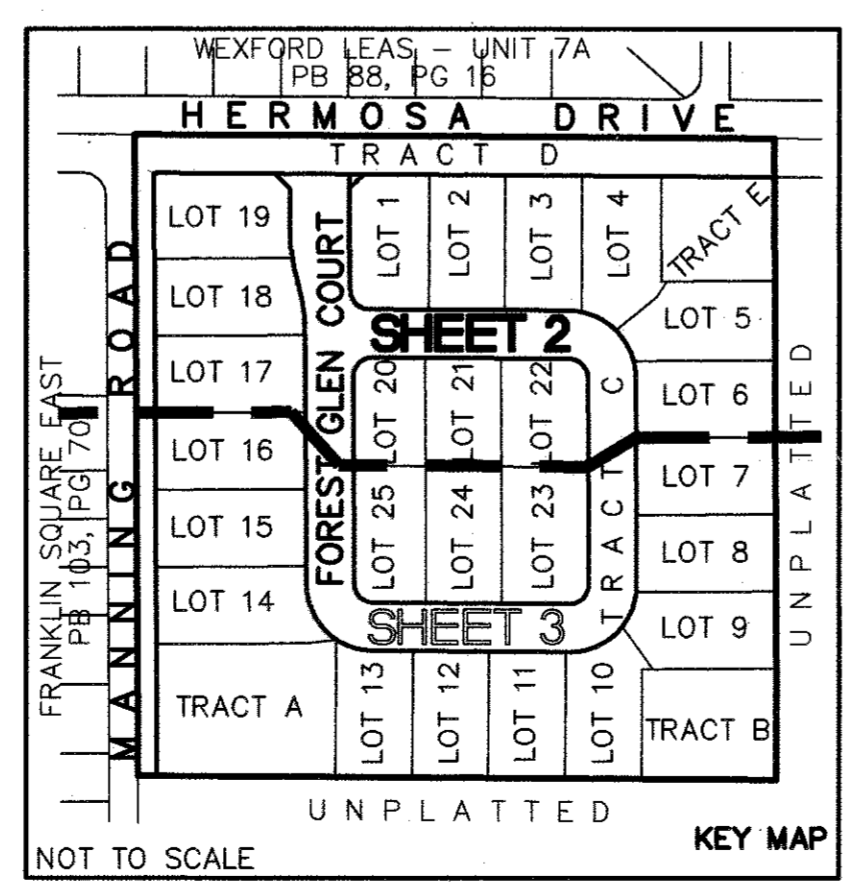 WEXFORD LEAS – UNIT 7A
PB 88, PG 16
HERMOSA DRIVE
TRACT D
LOT 19
LOT 18
LOT 17
LOT 16
LOT 15
LOT 14
TRACT A
FOREST GLEN COURT
LOT 1
LOT 2
LOT 3
LOT 4
TRACT E
SHEET 2
LOT 5
LOT 6
LOT 7
LOT 8
LOT 9
TRACT B
LOT 20
LOT 21
LOT 22
LOT 25
LOT 24
LOT 23
TRACT C
SHEET 3
LOT 13
LOT 12
LOT 11
LOT 10
MANNING ROAD
FRANKLIN SQUARE EAST
PB 103, PG 70
UNPLATTED
UNPLATTED
KEY MAP
NOT TO SCALE